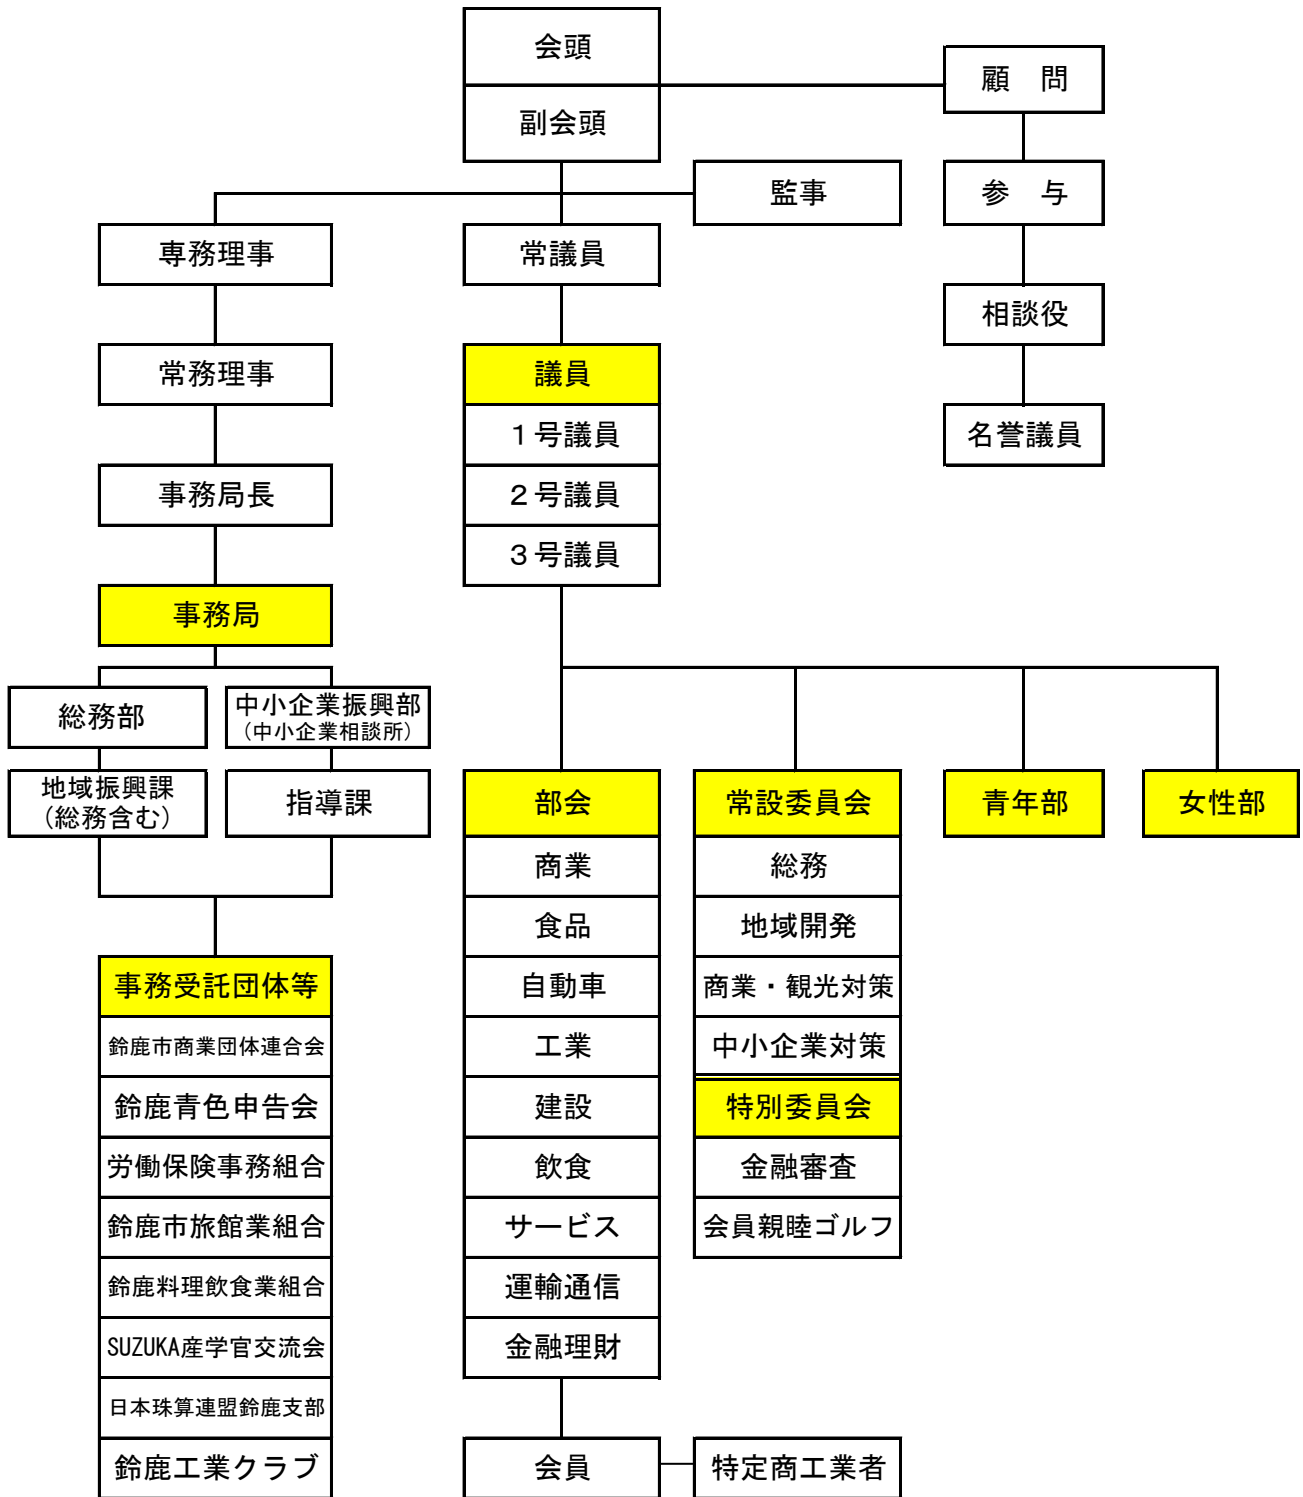 会頭
副会頭
顧　問
監事
参　与
専務理事
常議員
相談役
常務理事
議員
1号議員
名誉議員
事務局長
2号議員
3号議員
事務局
総務部
中小企業振興部
(中小企業相談所)
地域振興課
(総務含む)
指導課
部会
常設委員会
青年部
女性部
商業
総務
食品
地域開発
事務受託団体等
自動車
商業・観光対策
鈴鹿市商業団体連合会
工業
中小企業対策
鈴鹿青色申告会
建設
特別委員会
労働保険事務組合
飲食
金融審査
鈴鹿市旅館業組合
サービス
会員親睦ゴルフ
鈴鹿料理飲食業組合
運輸通信
SUZUKA産学官交流会
金融理財
日本珠算連盟鈴鹿支部
鈴鹿工業クラブ
会員
特定商工業者